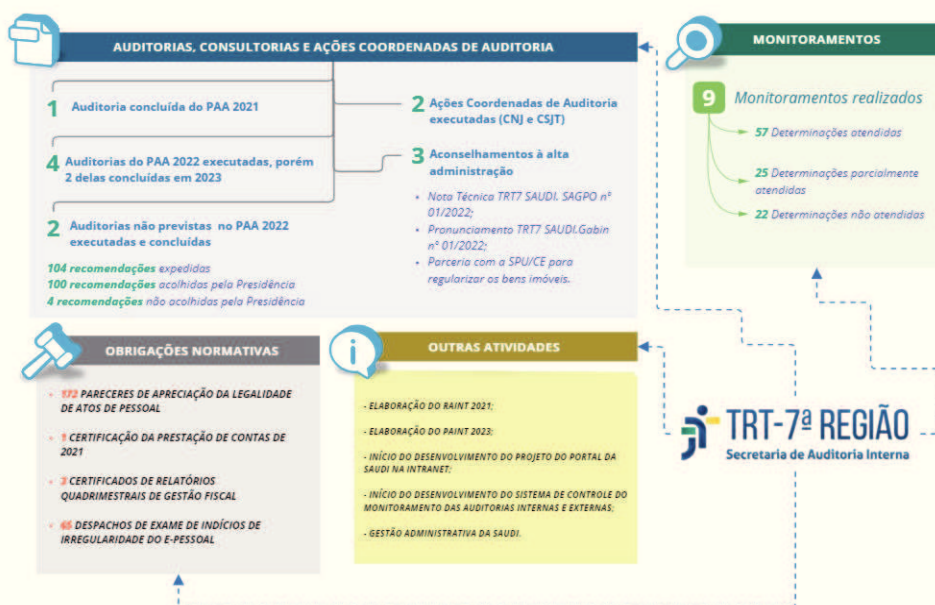 AUDITORIAS, CONSULTORIAS E AÇÕES COORDENADAS DE AUDITORIA
1 Auditoria concluída do PAA 2021
4 Auditorias do PAA 2022 executadas, porém
2 delas concluídas em 2023
2 Auditorias não previstas no PAA 2022
executadas e concluídas
104 recomendações expedidas
100 recomendações acolhidas pela Presidência
4 recomendações não acolhidas pela Presidência
2 Ações Coordenadas de Auditoria
executadas (CNJ e CSJT)
3 Aconselhamentos à alta
administração
• Nota Técnica TRT7 SAUDI. SAGPO nº
01/2022;
• Pronunciamento TRT7 SAUDI.Gabin
nº 01/2022;
• Parceria com a SPU/CE para
regularizar os bens imóveis.
MONITORAMENTOS
9 Monitoramentos realizados
57 Determinações atendidas
25 Determinações parcialmente
atendidas
22 Determinações não atendidas
OBRIGAÇÕES NORMATIVAS
• 172 PARECERES DE APRECIAÇÃO DA LEGALIDADE
DE ATOS DE PESSOAL
• 1 CERTIFICAÇÃO DA PRESTAÇÃO DE CONTAS DE
2021
• 3 CERTIFICADOS DE RELATÓRIOS
QUADRIMESTRAIS DE GESTÃO FISCAL
• 65 DESPACHOS DE EXAME DE INDÍCIOS DE
IRREGULARIDADE DO E-PESSOAL
OUTRAS ATIVIDADES
- ELABORAÇÃO DO RAINT 2021;
- ELABORAÇÃO DO PAINT 2023;
- INÍCIO DO DESENVOLVIMENTO DO PROJETO DO PORTAL DA
SAUDI NA INTRANET;
- INÍCIO DO DESENVOLVIMENTO DO SISTEMA DE CONTROLE DO
MONITORAMENTO DAS AUDITORIAS INTERNAS E EXTERNAS;
- GESTÃO ADMINISTRATIVA DA SAUDI.
TRT-7ª REGIÃO
Secretaria de Auditoria Interna